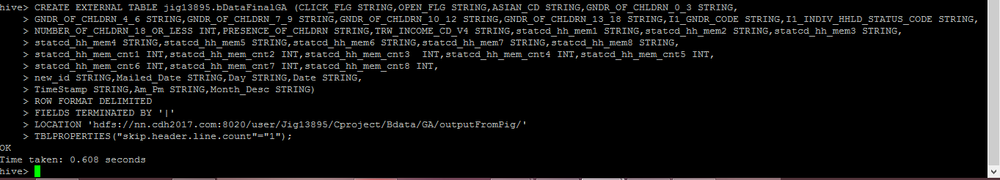 hive> CREATE EXTERNAL TABLE jig13895.bDataFinalGA (CLICK_FLG STRING,OPEN_FLG STRING,ASIAN_CD STRING,GNDR_OF_CHLDRN_0_3 STRING,
    > GNDR_OF_CHLDRN_4_6 STRING,GNDR_OF_CHLDRN_7_9 STRING,GNDR_OF_CHLDRN_10_12 STRING,GNDR_OF_CHLDRN_13_18 STRING,I1_GNDR_CODE STRING,I1_INDIV_HHLD_STATUS_CODE STRING,
    > NUMBER_OF_CHLDRN_18_OR_LESS INT,PRESENCE_OF_CHLDRN STRING,TRW_INCOME_CD_V4 STRING,statcd_hh_mem1 STRING,statcd_hh_mem2 STRING,statcd_hh_mem3 STRING,
    > statcd_hh_mem4 STRING,statcd_hh_mem5 STRING,statcd_hh_mem6 STRING,statcd_hh_mem7 STRING,statcd_hh_mem8 STRING,
    > statcd_hh_mem_cnt1 INT,statcd_hh_mem_cnt2 INT,statcd_hh_mem_cnt3  INT,statcd_hh_mem_cnt4 INT,statcd_hh_mem_cnt5 INT,
    > statcd_hh_mem_cnt6 INT,statcd_hh_mem_cnt7 INT,statcd_hh_mem_cnt8 INT,
    > new_id STRING,Mailed_Date STRING,Day STRING,Date STRING,
    > TimeStamp STRING,Am_Pm STRING,Month_Desc STRING)
    > ROW FORMAT DELIMITED
    > FIELDS TERMINATED BY '|'
    > LOCATION 'hdfs://nn.cdh2017.com:8020/user/Jig13895/Cproject/Bdata/GA/outputFromPig/'
    > TBLPROPERTIES("skip.header.line.count"="1");
OK
Time taken: 0.608 seconds
hive>